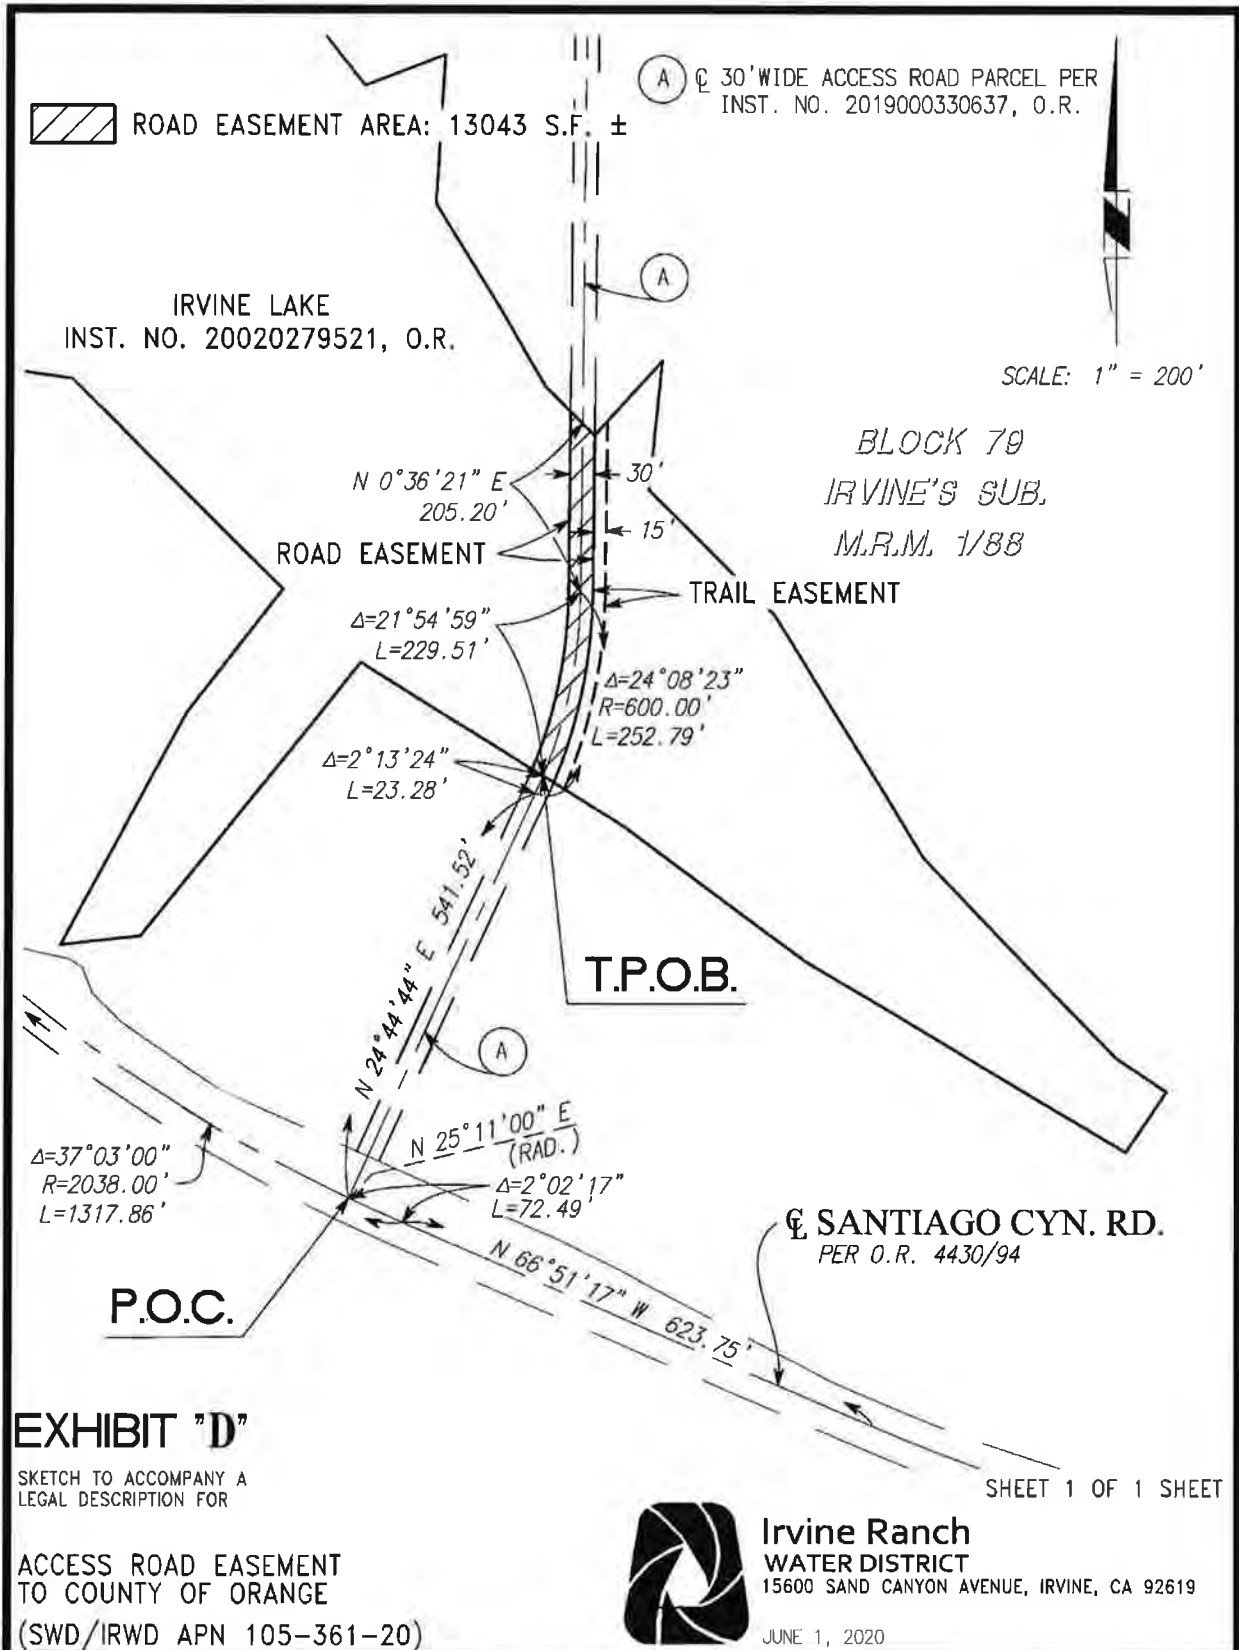 A ℄ 30'WIDE ACCESS ROAD PARCEL PER
INST. NO. 2019000330637, O.R.
ROAD EASEMENT AREA: 13043 S.F. ±
A
IRVINE LAKE
INST. NO. 20020279521, O.R.
SCALE: 1" = 200'
BLOCK 79
IRVINE'S SUB.
M.R.M. 1/88
N 0°36'21" E
205.20'
30'
15'
ROAD EASEMENT
TRAIL EASEMENT
Δ=21°54'59"
L=229.51'
Δ=24°08'23"
R=600.00'
L=252.79'
Δ=2°13'24"
L=23.28'
N 24°44'44" E 541.52'
T.P.O.B.
A
N 25°11'00" E
(RAD.)
Δ=37°03'00"
R=2038.00'
L=1317.86'
Δ=2°02'17"
L=72.49'
℄ SANTIAGO CYN. RD.
PER O.R. 4430/94
N 66°51'17" W 623.75'
P.O.C.
EXHIBIT "D"
SKETCH TO ACCOMPANY A
LEGAL DESCRIPTION FOR
SHEET 1 OF 1 SHEET
ACCESS ROAD EASEMENT
TO COUNTY OF ORANGE
(SWD/IRWD APN 105-361-20)
Irvine Ranch
WATER DISTRICT
15600 SAND CANYON AVENUE, IRVINE, CA 92619
JUNE 1, 2020